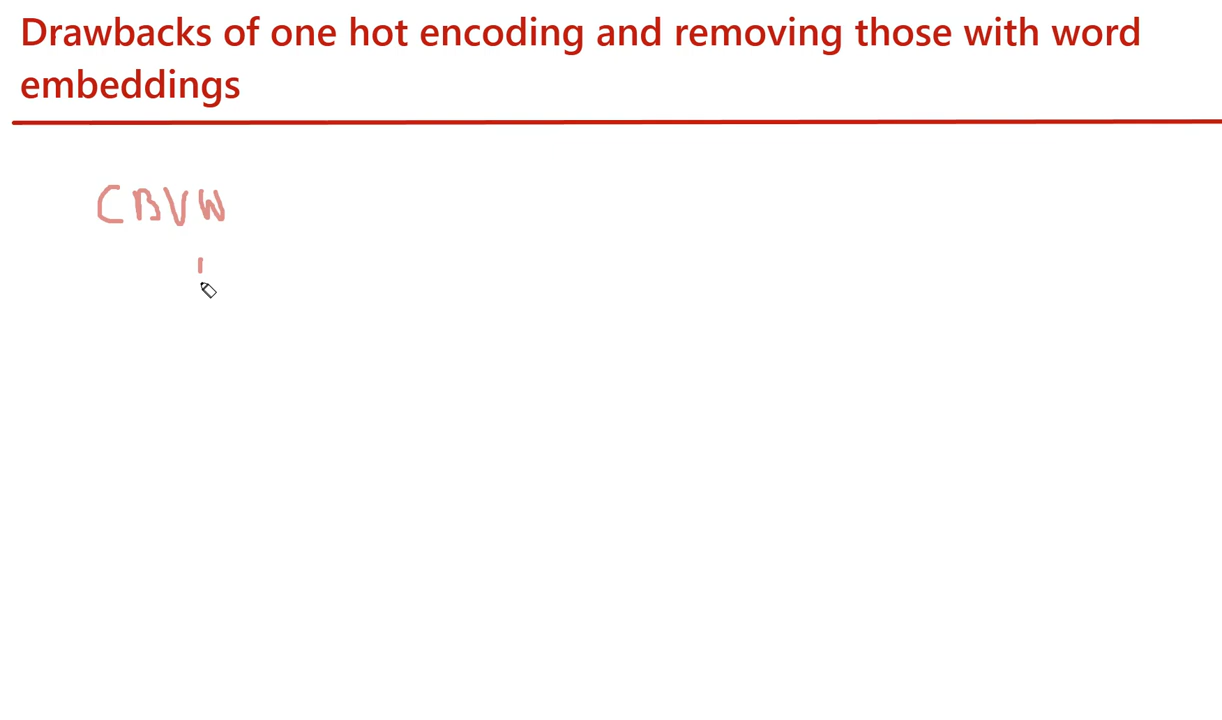 Drawbacks of one hot encoding and removing those with word
embeddings
CBVW